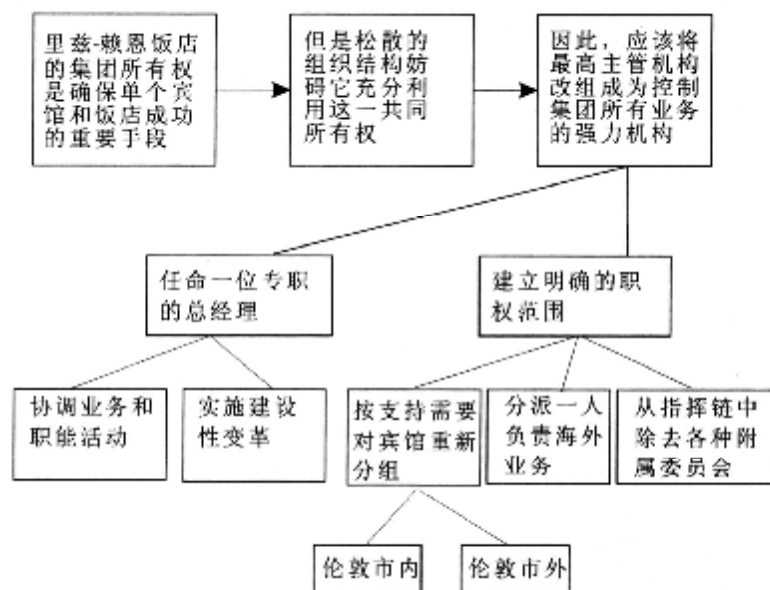 里兹-赖恩饭店
的集团所有权
是确保单个宾
馆和饭店成功
的重要手段
但是松散的
组织结构妨
碍它充分利
用这一共同
所有权
因此，应该将
最高主管机构
改组成为控制
集团所有业务
的强力机构
任命一位专职
的总经理
建立明确的职
权范围
协调业务和
职能活动
实施建设
性变革
按支持需要
对宾馆重新
分组
分派一人
负责海外
业务
从指挥链中
除去各种附
属委员会
伦敦市内
伦敦市外